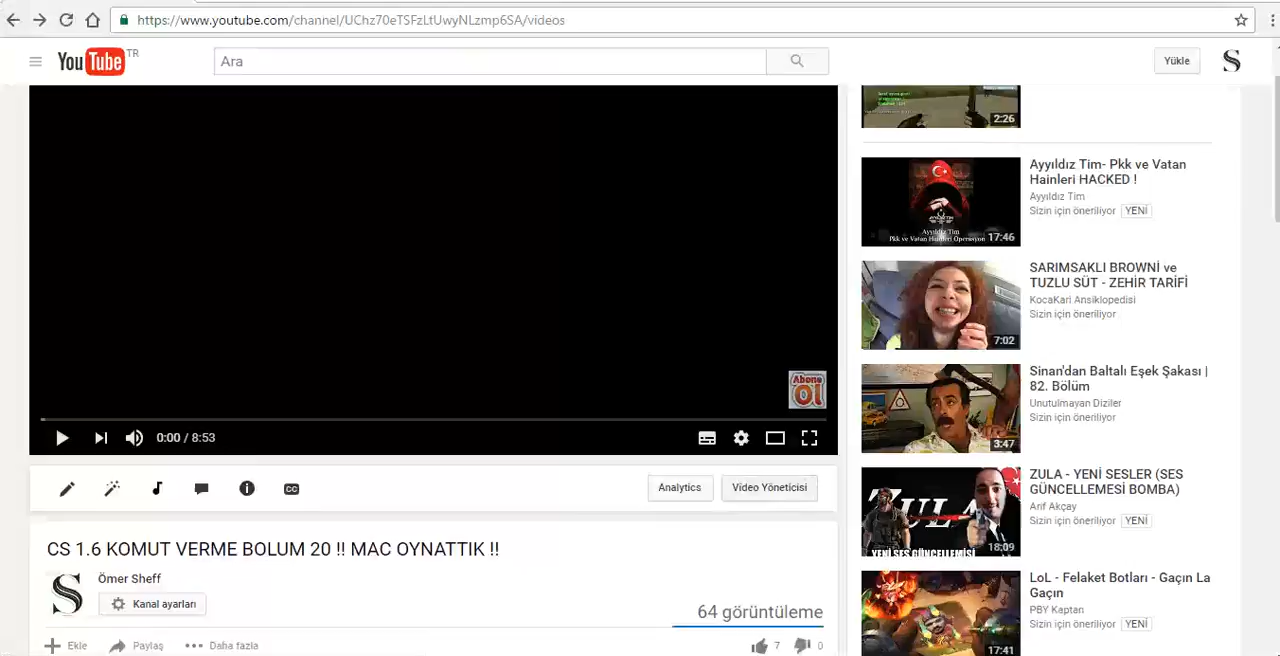 https://www.youtube.com/channel/UChz70eTSFzLtUwyNLzmp6SA/videos
YouTube TR
Ara
Yükle
S
2:26
Ayyıldız Tim- Pkk ve Vatan
Hainleri HACKED !
Ayyıldız Tim
Sizin için öneriliyor YENİ
Ayyıldız Tim
Pkk ve Vatan Hainleri Operasyon
17:46
SARIMSAKLI BROWNİ ve
TUZLU SÜT - ZEHİR TARİFİ
KocaKari Ansiklopedisi
Sizin için öneriliyor
7:02
Sinan'dan Baltalı Eşek Şakası |
82. Bölüm
Unutulmayan Diziler
Sizin için öneriliyor
3:47
ZULA - YENİ SESLER (SES
GÜNCELLEMESİ BOMBA)
Arif Akçay
Sizin için öneriliyor YENİ
ZULA
YENİ SES GÜNCELLEMESİ
18:09
LoL - Felaket Botları - Gaçın La
Gaçın
PBY Kaptan
Sizin için öneriliyor YENİ
17:41
Abone
Ol
0:00 / 8:53
CC
Analytics
Video Yöneticisi
CS 1.6 KOMUT VERME BOLUM 20 !! MAC OYNATTIK !!
S
Ömer Sheff
Kanal ayarları
64 görüntüleme
Ekle
Paylaş
Daha fazla
7
0